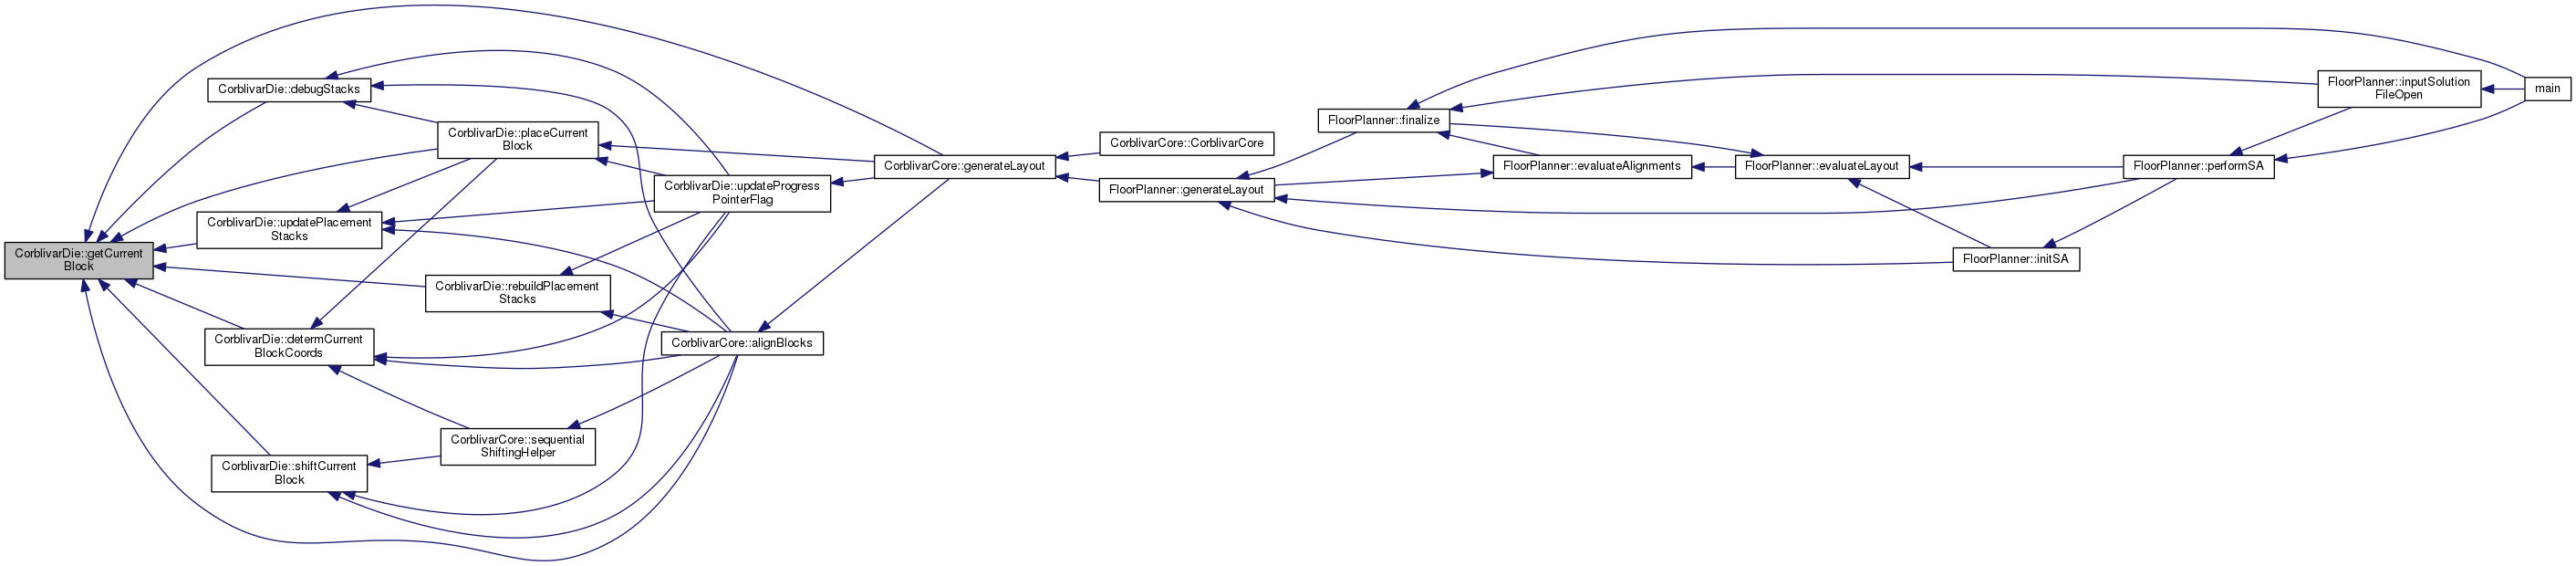 CorblivarDie::getCurrent
Block
CorblivarDie::debugStacks
CorblivarDie::updatePlacement
Stacks
CorblivarDie::determCurrent
BlockCoords
CorblivarDie::shiftCurrent
Block
CorblivarDie::placeCurrent
Block
CorblivarDie::rebuildPlacement
Stacks
CorblivarCore::sequential
ShiftingHelper
CorblivarDie::updateProgress
PointerFlag
CorblivarCore::alignBlocks
CorblivarCore::generateLayout
CorblivarCore::CorblivarCore
FloorPlanner::generateLayout
FloorPlanner::finalize
FloorPlanner::evaluateAlignments
FloorPlanner::evaluateLayout
FloorPlanner::initSA
FloorPlanner::performSA
FloorPlanner::inputSolution
FileOpen
main